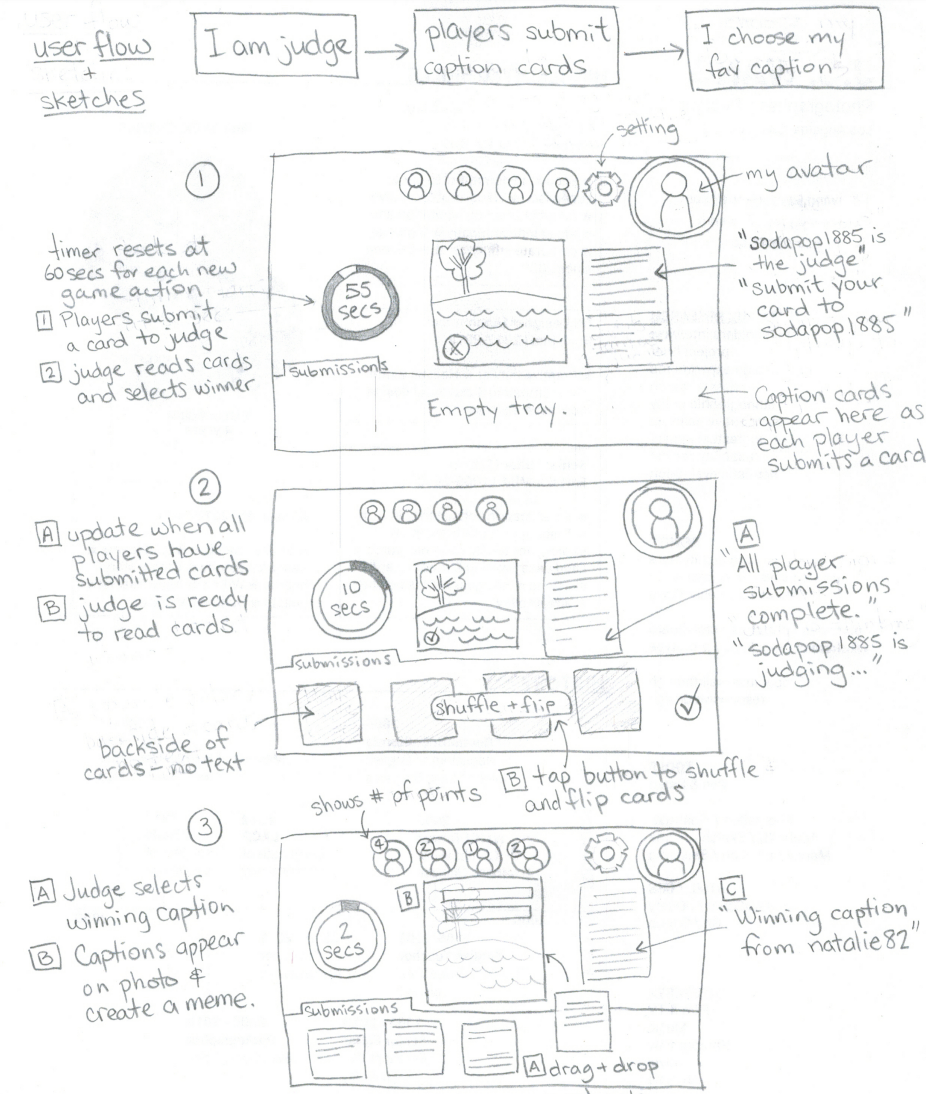 user flow
+
sketches
I am judge
players submit
caption cards
I choose my
fav caption
setting
1
my avatar
timer resets at
60 secs for each new
game action
1 Players submit
a card to judge
2 judge reads cards
and selects winner
55
secs
"sodapop1885 is
the judge"
"submit your
card to
sodapop1885"
submissions
Empty tray.
Caption cards
appear here as
each player
submits a card
2
A update when all
players have
submitted cards
B judge is ready
to read cards
10
secs
A
"All player
submissions
complete."
"sodapop1885 is
judging..."
submissions
shuffle + flip
backside of
cards - no text
B tap button to shuffle
and flip cards
shows # of points
3
4
2
1
2
A Judge selects
winning caption
B Captions appear
on photo &
create a meme.
B
2
secs
C
"Winning caption
from natalie82"
submissions
A drag + drop